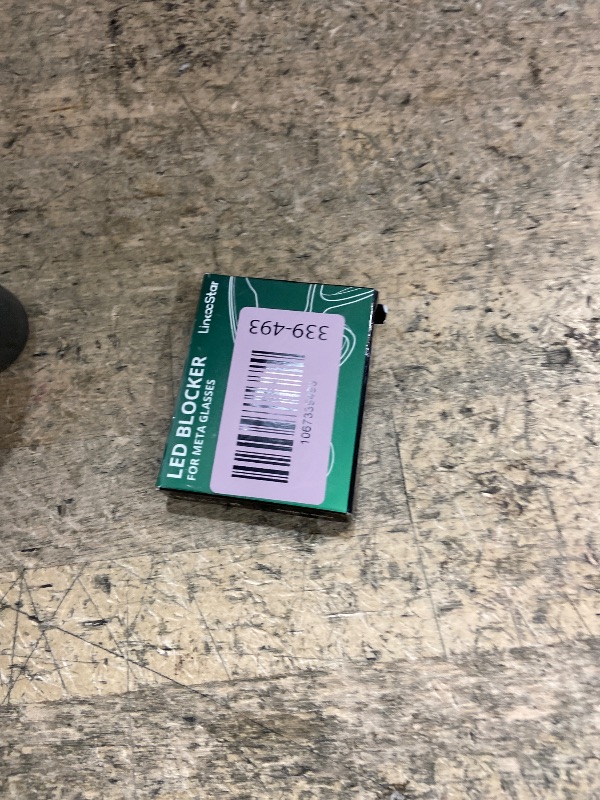 LincoStar
LED BLOCKER
FOR META GLASSES
339-493